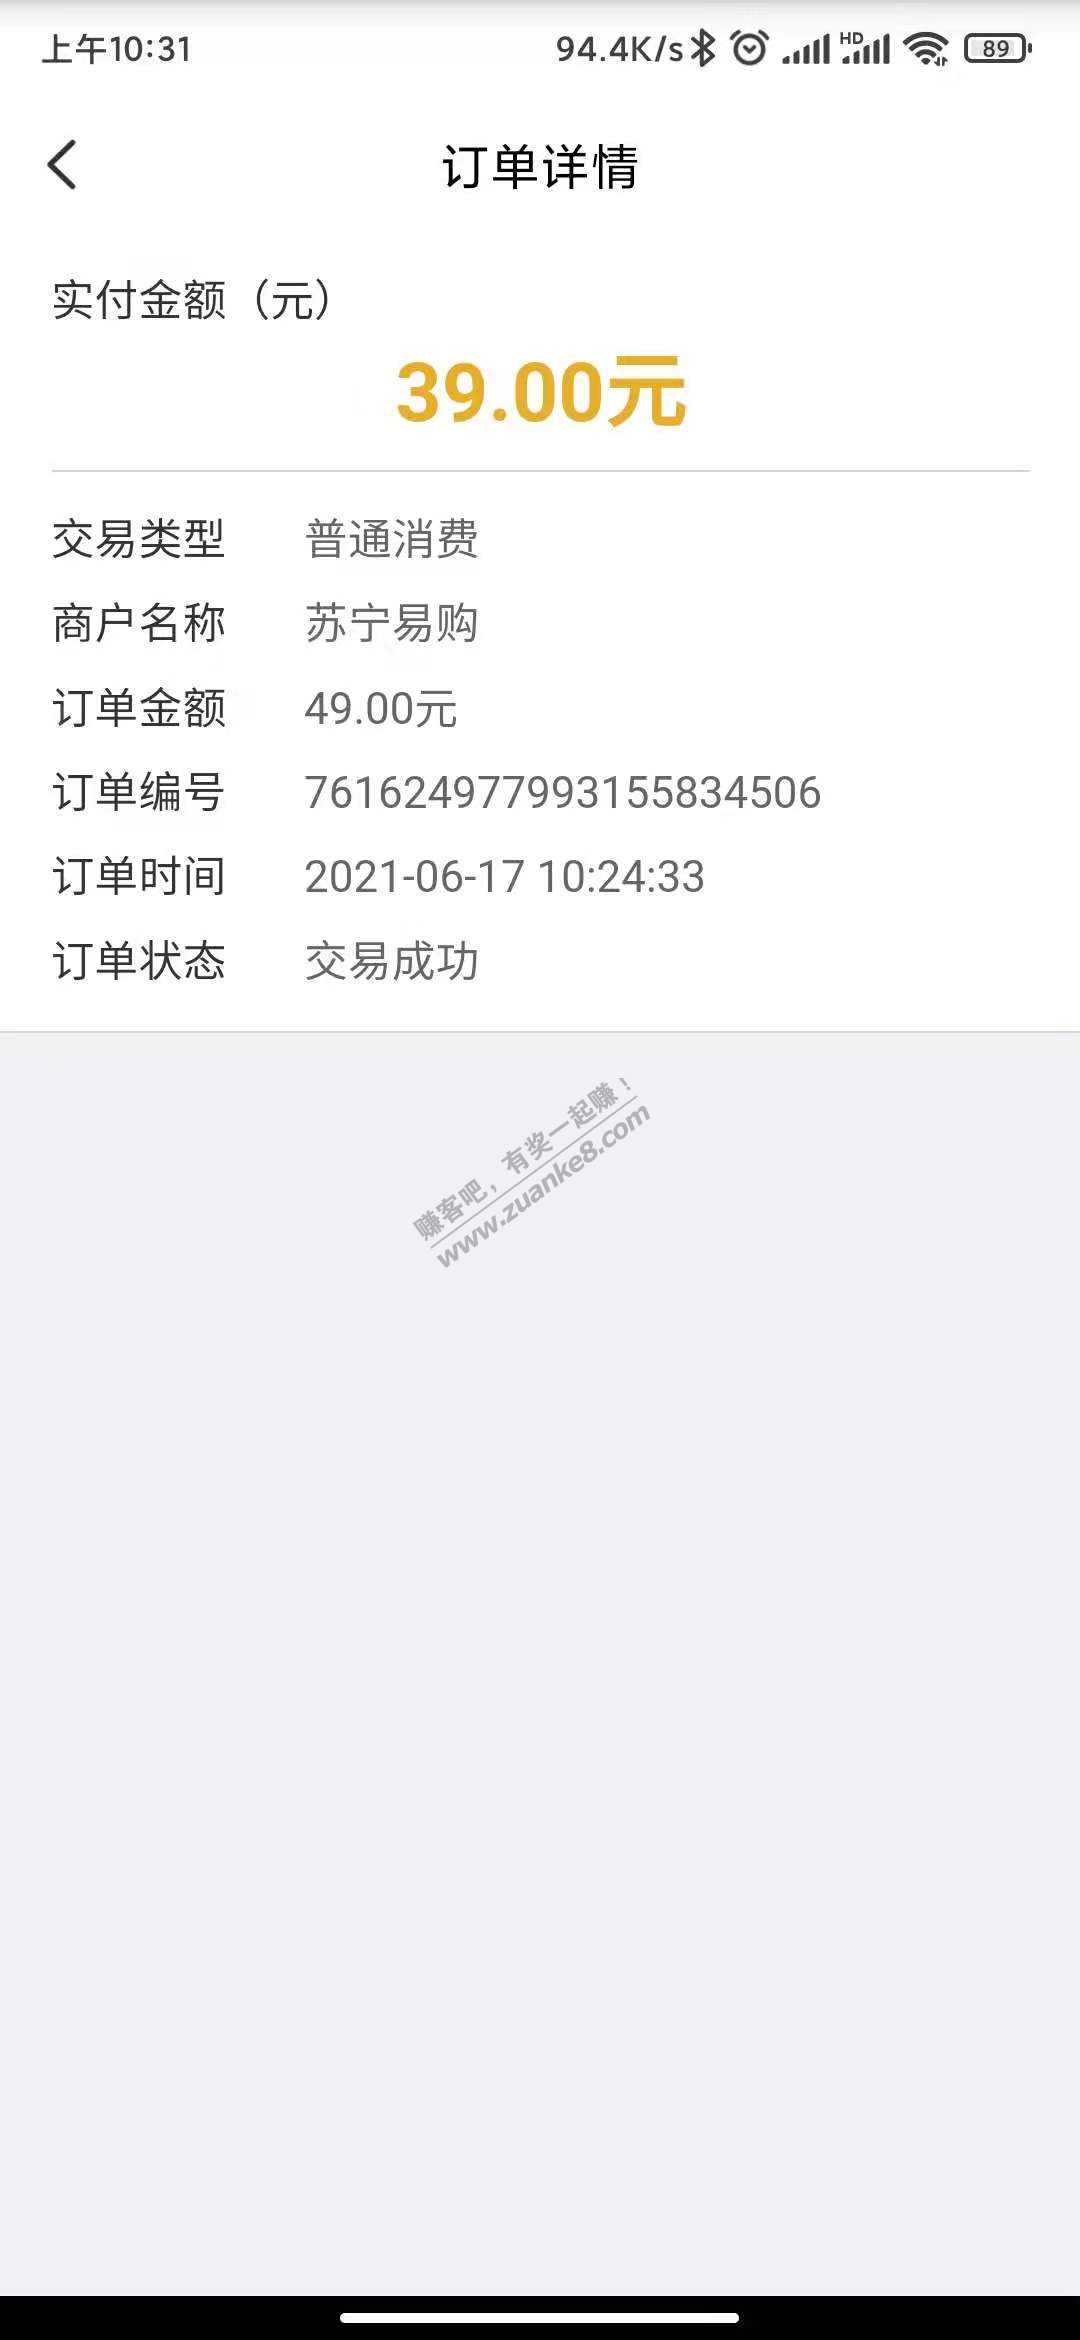 上午10:31
94.4K/s HD 89
订单详情
实付金额（元）
39.00元
交易类型 普通消费
商户名称 苏宁易购
订单金额 49.00元
订单编号 761624977993155834506
订单时间 2021-06-17 10:24:33
订单状态 交易成功
赚客吧，有奖一起赚！
www.zuanke8.com